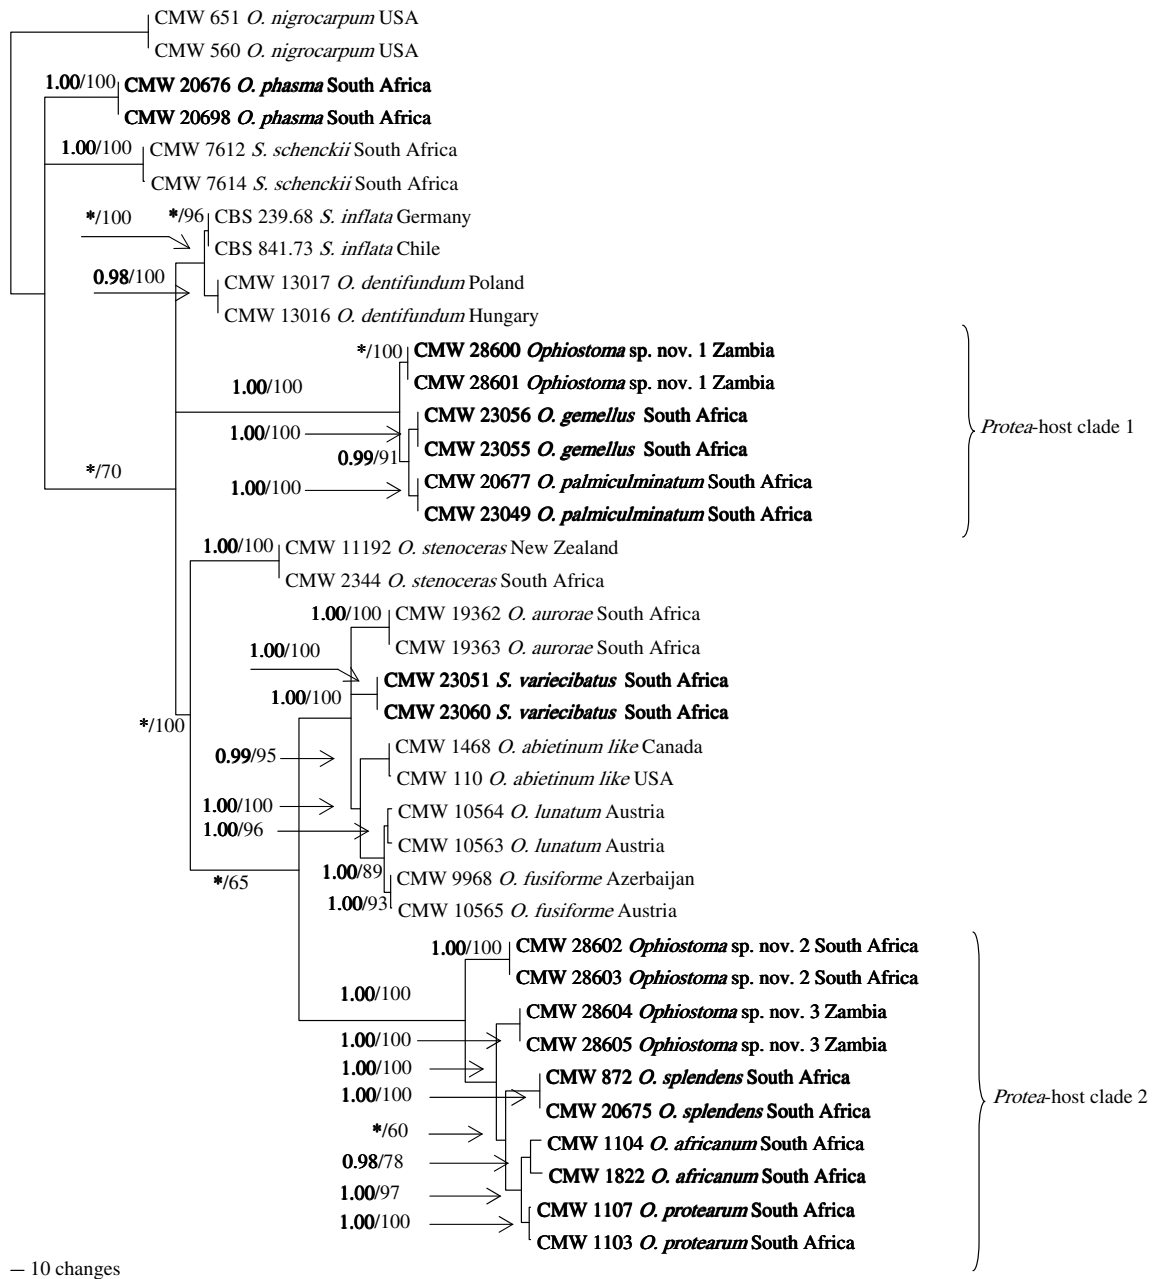 CMW 651 O. nigrocarpum USA
CMW 560 O. nigrocarpum USA
1.00/100
CMW 20676 O. phasma South Africa
CMW 20698 O. phasma South Africa
1.00/100
CMW 7612 S. schenckii South Africa
CMW 7614 S. schenckii South Africa
*/100
*/96
CBS 239.68 S. inflata Germany
CBS 841.73 S. inflata Chile
0.98/100
CMW 13017 O. dentifundum Poland
CMW 13016 O. dentifundum Hungary
*/100
CMW 28600 Ophiostoma sp. nov. 1 Zambia
1.00/100
CMW 28601 Ophiostoma sp. nov. 1 Zambia
CMW 23056 O. gemellus South Africa
1.00/100
Protea-host clade 1
CMW 23055 O. gemellus South Africa
0.99/91
*/70
CMW 20677 O. palmiculminatum South Africa
1.00/100
CMW 23049 O. palmiculminatum South Africa
1.00/100
CMW 11192 O. stenoceras New Zealand
CMW 2344 O. stenoceras South Africa
1.00/100
CMW 19362 O. aurorae South Africa
CMW 19363 O. aurorae South Africa
1.00/100
CMW 23051 S. variecibatus South Africa
1.00/100
CMW 23060 S. variecibatus South Africa
*/100
CMW 1468 O. abietinum like Canada
0.99/95
CMW 110 O. abietinum like USA
1.00/100
CMW 10564 O. lunatum Austria
1.00/96
CMW 10563 O. lunatum Austria
1.00/89
CMW 9968 O. fusiforme Azerbaijan
*/65
1.00/93
CMW 10565 O. fusiforme Austria
1.00/100
CMW 28602 Ophiostoma sp. nov. 2 South Africa
CMW 28603 Ophiostoma sp. nov. 2 South Africa
1.00/100
CMW 28604 Ophiostoma sp. nov. 3 Zambia
1.00/100
CMW 28605 Ophiostoma sp. nov. 3 Zambia
1.00/100
CMW 872 O. splendens South Africa
1.00/100
Protea-host clade 2
CMW 20675 O. splendens South Africa
*/60
CMW 1104 O. africanum South Africa
0.98/78
CMW 1822 O. africanum South Africa
1.00/97
CMW 1107 O. protearum South Africa
1.00/100
CMW 1103 O. protearum South Africa
10 changes